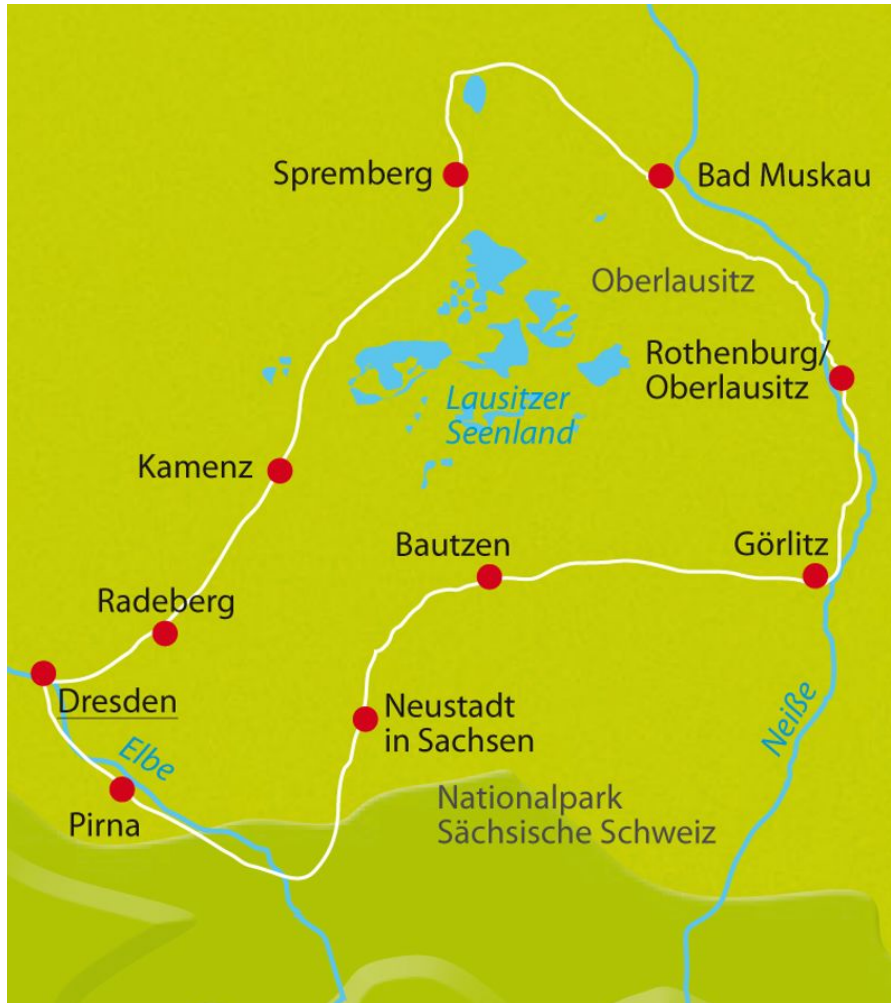 Spremberg
Bad Muskau
Oberlausitz
Rothenburg/
Oberlausitz
Lausitzer
Seenland
Kamenz
Bautzen
Görlitz
Radeberg
Dresden
Neustadt
in Sachsen
Neiße
Elbe
Pirna
Nationalpark
Sächsische Schweiz